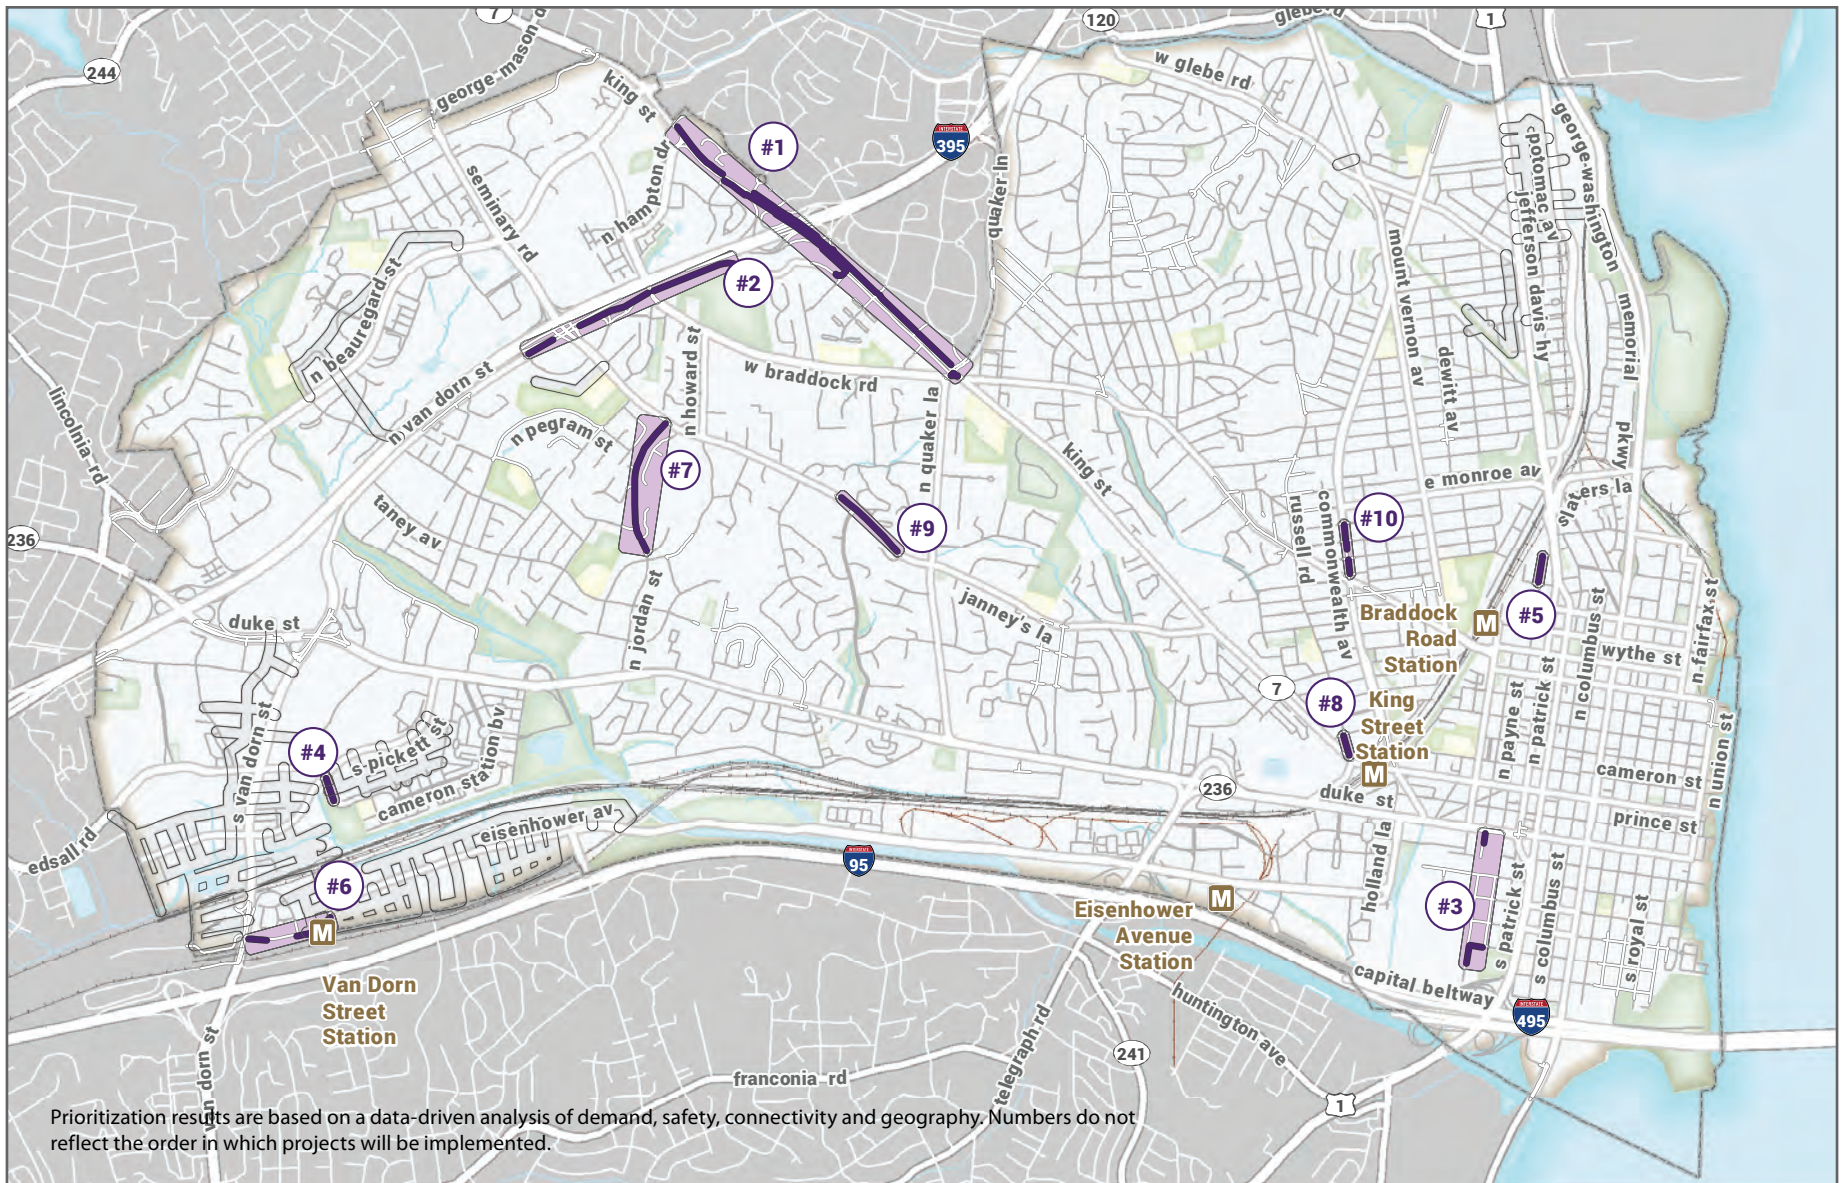 7
120
glebe rd
1
244
george mason d
king st
w glebe rd
george washington
memorial
pkwy
#1
INTERSTATE
395
potomac av
jefferson davis hy
n hampton dr
quaker ln
seminary rd
mount vernon av
#2
n beauregard st
n van dorn st
n howard st
w braddock rd
dewitt av
lincolnia rd
n pegram st
n quaker la
king st
#7
e monroe av
slaters la
taney av
#9
#10
russell rd
commonwealth av
236
n jordan st
janney's la
Braddock
Road
Station
M
#5
n columbus st
n fairfax st
duke st
wythe st
7
#8
King
Street
Station
M
n payne st
n patrick st
n union st
#4
s pickett st
s van dorn st
cameron station bv
cameron st
236
duke st
prince st
edsall rd
eisenhower av
INTERSTATE
95
holland la
#6
M
M
Eisenhower
Avenue
Station
#3
s patrick st
s columbus st
s royal st
Van Dorn
Street
Station
capital beltway
INTERSTATE
495
huntington ave
telegraph rd
241
franconia rd
dorn st
1
Prioritization results are based on a data-driven analysis of demand, safety, connectivity and geography. Numbers do not
reflect the order in which projects will be implemented.